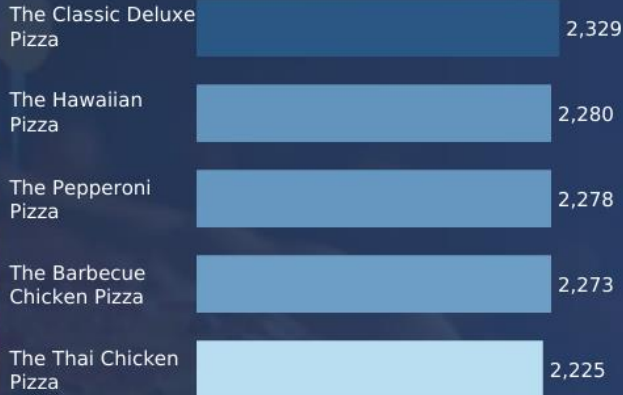 The Classic Deluxe
Pizza
2,329
The Hawaiian
Pizza
2,280
The Pepperoni
Pizza
2,278
The Barbecue
Chicken Pizza
2,273
The Thai Chicken
Pizza
2,225